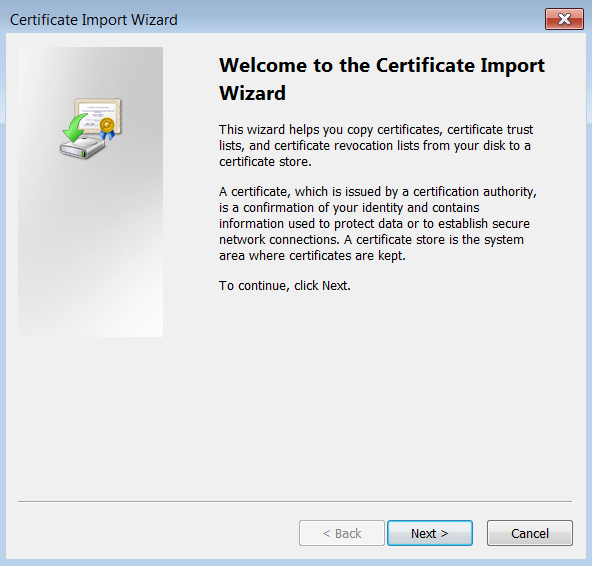 Certificate Import Wizard
Welcome to the Certificate Import
Wizard
This wizard helps you copy certificates, certificate trust
lists, and certificate revocation lists from your disk to a
certificate store.
A certificate, which is issued by a certification authority,
is a confirmation of your identity and contains
information used to protect data or to establish secure
network connections. A certificate store is the system
area where certificates are kept.
To continue, click Next.
< Back
Next >
Cancel